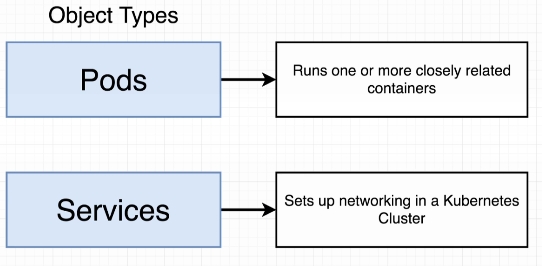 Object Types
Pods
Runs one or more closely related
containers
Services
Sets up networking in a Kubernetes
Cluster